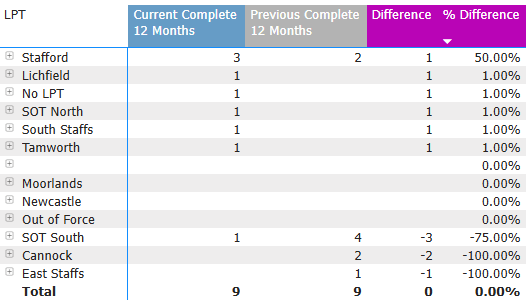 LPT Current Complete 12 Months Previous Complete 12 Months Difference % Difference
Stafford 3 2 1 50.00%
Lichfield 1 1 1.00%
No LPT 1 1 1.00%
SOT North 1 1 1.00%
South Staffs 1 1 1.00%
Tamworth 1 1 1.00%
0.00%
Moorlands 0.00%
Newcastle 0.00%
Out of Force 0.00%
SOT South 1 4 -3 -75.00%
Cannock 2 -2 -100.00%
East Staffs 1 -1 -100.00%
Total 9 9 0 0.00%